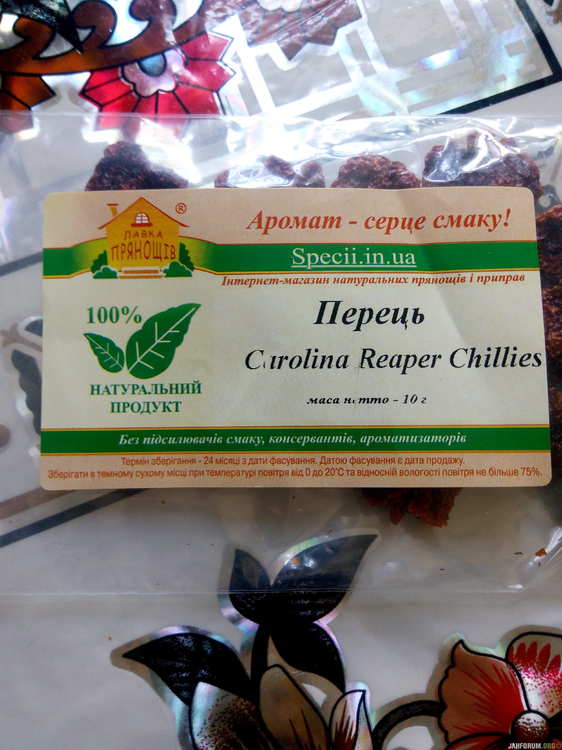 ЛАВКА
ПРЯНОЩІВ
®
Аромат - серце смаку!
Specii.in.ua
Інтернет-магазин натуральних прянощів і приправ
100%
НАТУРАЛЬНИЙ
ПРОДУКТ
Перець
Carolina Reaper Chillies
маса нетто - 10 г
Без підсилювачів смаку, консервантів, ароматизаторів
Термін зберігання - 24 місяці з дати фасування. Датою фасування є дата продажу.
Зберігати в темному сухому місці при температурі повітря від 0 до 20°С та відносній вологості повітря не більше 75%.
JAHFORUM.ORG